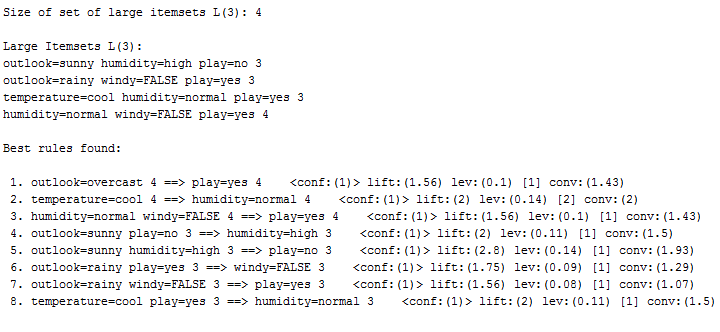 Size of set of large itemsets L(3): 4
Large Itemsets L(3):
outlook=sunny humidity=high play=no 3
outlook=rainy windy=FALSE play=yes 3
temperature=cool humidity=normal play=yes 3
humidity=normal windy=FALSE play=yes 4
Best rules found:
1. outlook=overcast 4 ==> play=yes 4 <conf:(1)> lift:(1.56) lev:(0.1) [1] conv:(1.43)
2. temperature=cool 4 ==> humidity=normal 4 <conf:(1)> lift:(2) lev:(0.14) [2] conv:(2)
3. humidity=normal windy=FALSE 4 ==> play=yes 4 <conf:(1)> lift:(1.56) lev:(0.1) [1] conv:(1.43)
4. outlook=sunny play=no 3 ==> humidity=high 3 <conf:(1)> lift:(2) lev:(0.11) [1] conv:(1.5)
5. outlook=sunny humidity=high 3 ==> play=no 3 <conf:(1)> lift:(2.8) lev:(0.14) [1] conv:(1.93)
6. outlook=rainy play=yes 3 ==> windy=FALSE 3 <conf:(1)> lift:(1.75) lev:(0.09) [1] conv:(1.29)
7. outlook=rainy windy=FALSE 3 ==> play=yes 3 <conf:(1)> lift:(1.56) lev:(0.08) [1] conv:(1.07)
8. temperature=cool play=yes 3 ==> humidity=normal 3 <conf:(1)> lift:(2) lev:(0.11) [1] conv:(1.5)